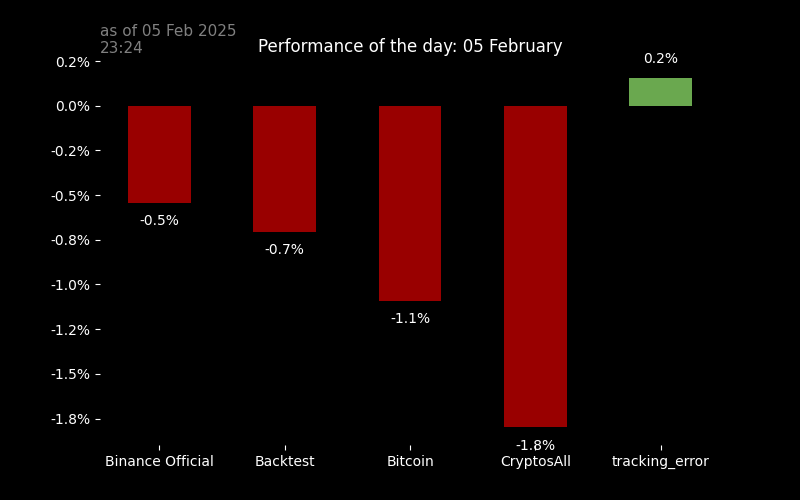 as of 05 Feb 2025
23:24
Performance of the day: 05 February
0.2%
0.2%
0.0%
-0.2%
-0.5%
-0.5%
-0.8%
-0.7%
-1.0%
-1.1%
-1.2%
-1.5%
-1.8%
-1.8%
Binance Official
Backtest
Bitcoin
CryptosAll
tracking_error